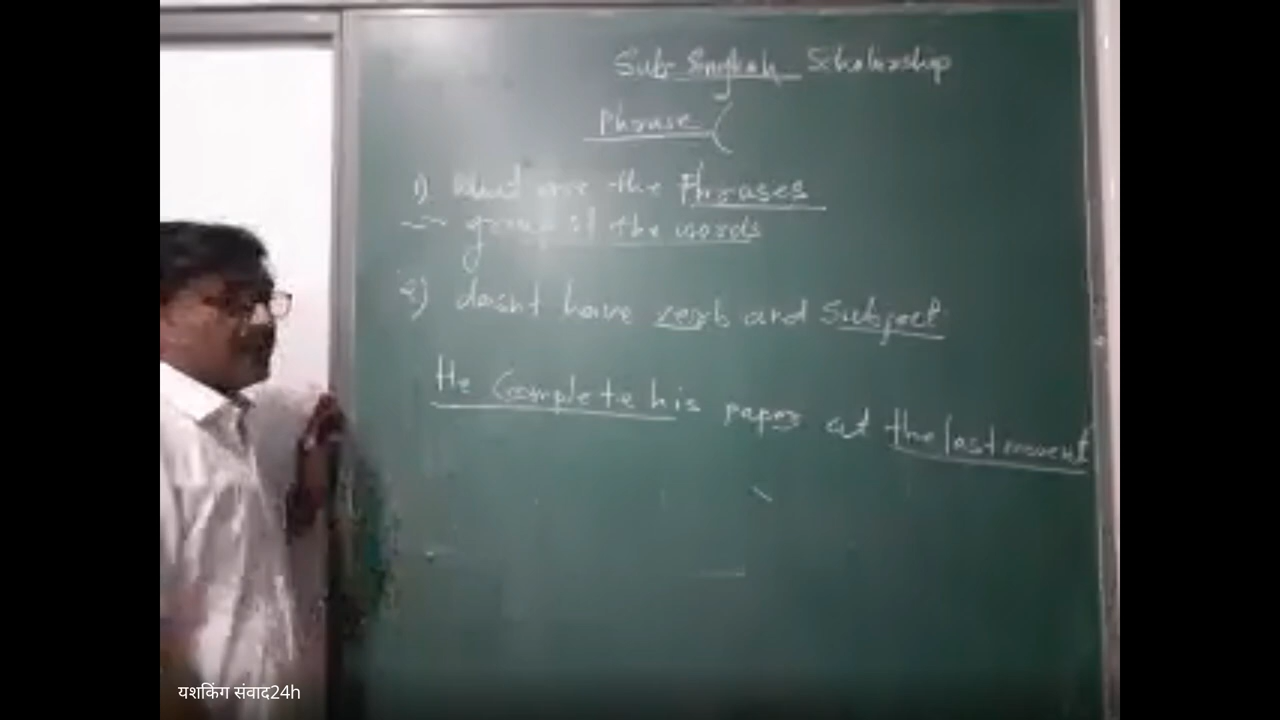 Sub- English Scholarship
Phrase (
1) What are the Phrases
group of the words
2) dosnt have verb and Subject
He Complete his paper at the last moment
यशकिंग संवाद24h